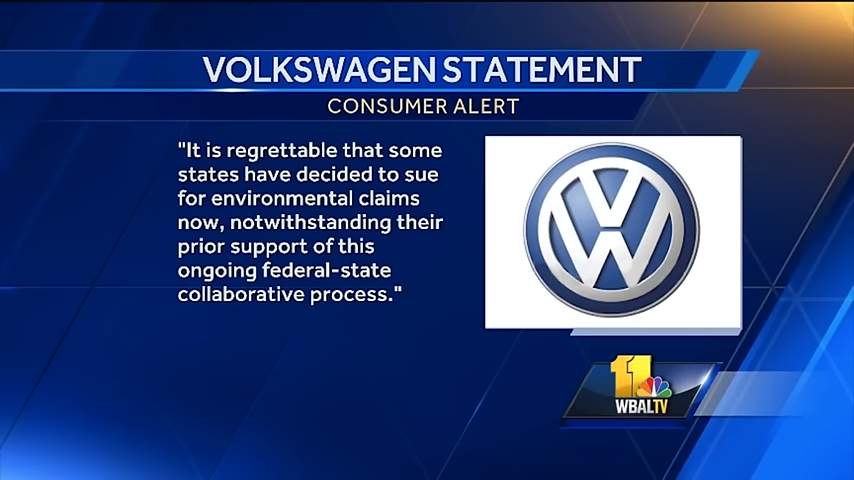 VOLKSWAGEN STATEMENT
CONSUMER ALERT
"It is regrettable that some
states have decided to sue
for environmental claims
now, notwithstanding their
prior support of this
ongoing federal-state
collaborative process."
VW
11
WBALTV